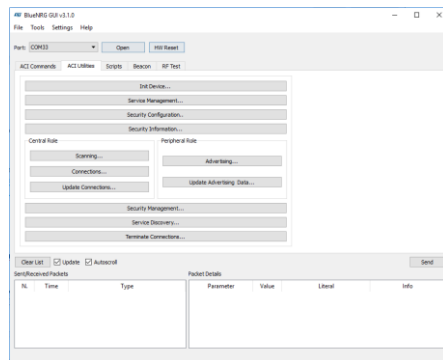 BlueNRG GUI v3.1.0
File Tools Settings Help
Port: COM33 Open HW Reset
ACI Commands ACI Utilities Scripts Beacon RF Test
Init Device...
Service Management...
Security Configuration..
Security Information...
Central Role Peripheral Role
Scanning...
Advertising...
Connections...
Update Advertising Data...
Update Connections...
Security Management...
Service Discovery...
Terminate Connections...
Clear List Update Autoscroll Send
Sent/Received Packets Packet Details
N. Time Type Parameter Value Literal Info